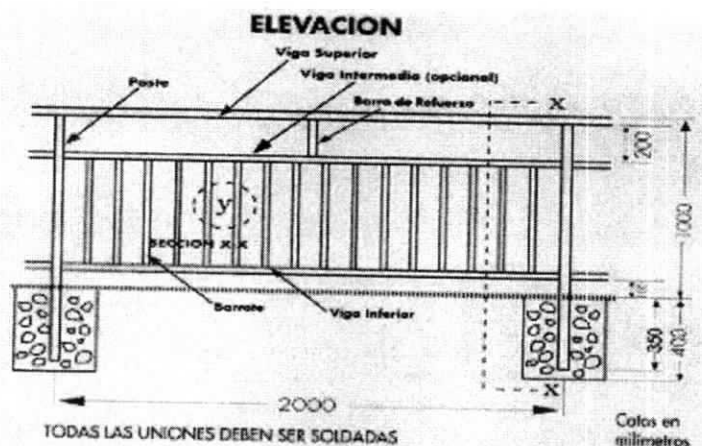 ELEVACION
Viga Superior
Poste
Viga Intermedia (opcional)
Barra de Refuerzo
x
200
1000
y
SECCION x x
Barrote
Viga Inferior
350
400
x
2000
TODAS LAS UNIONES DEBEN SER SOLDADAS
Cotas en
milimetros